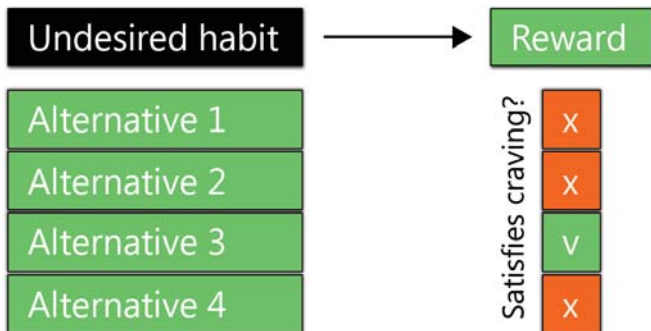 Undesired habit
Reward
Alternative 1
Alternative 2
Alternative 3
Alternative 4
Satisfies craving?
x
x
v
x